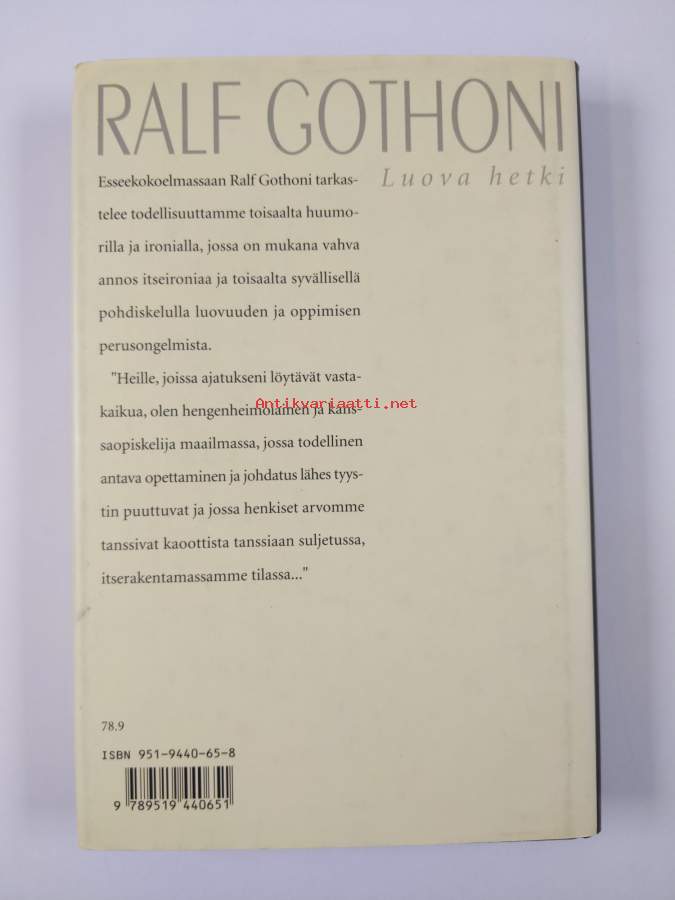 RALF GOTHONI
Luova hetki
Esseekokoelmassaan Ralf Gothoni tarkas-
telee todellisuuttamme toisaalta huumo-
rilla ja ironialla, jossa on mukana vahva
annos itseironiaa ja toisaalta syvällisellä
pohdiskelulla luovuuden ja oppimisen
perusongelmista.
"Heille, joissa ajatukseni löytävät vasta-
kaikua, olen hengenheimolainen ja kans-
saopiskelija maailmassa, jossa todellinen
antava opettaminen ja johdatus lähes tyys-
tin puuttuvat ja jossa henkiset arvomme
tanssivat kaoottista tanssiaan suljetussa,
itserakentamassamme tilassa..."
Antikvariaatti.net
78.9
ISBN 951-9440-65-8
9 789519 440651